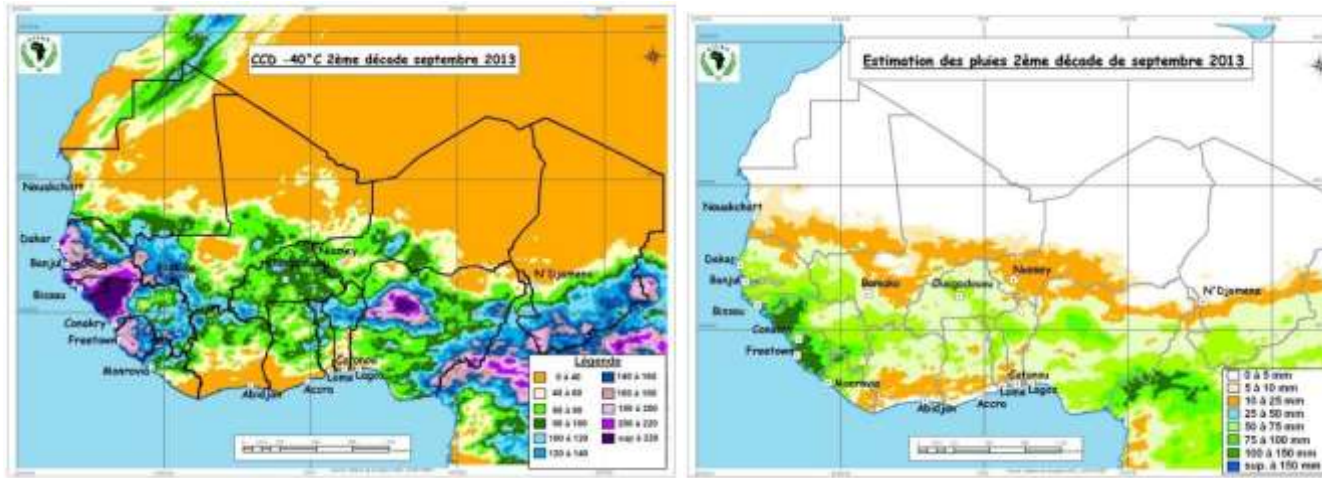 CCD -40°C 2ème décade septembre 2013
Nouakchott
Dakar
Banjul
Bissau
Conakry
Freetown
Monrovia
Abidjan
Accra
Lome
Cotonou
Lagos
Niamey
N'Djamena
Légende
0 à 40
40 à 60
60 à 80
80 à 100
100 à 120
120 à 140
140 à 160
160 à 180
180 à 200
200 à 220
sup à 220
Estimation des pluies 2ème décade de septembre 2013
Nouakchott
Dakar
Banjul
Bissau
Conakry
Freetown
Monrovia
Bamako
Ouagadougou
Niamey
N'Djamena
Abidjan
Accra
Lome
Cotonou
Lagos
0 à 5 mm
5 à 10 mm
10 à 25 mm
25 à 50 mm
50 à 75 mm
75 à 100 mm
100 à 150 mm
sup. à 150 mm